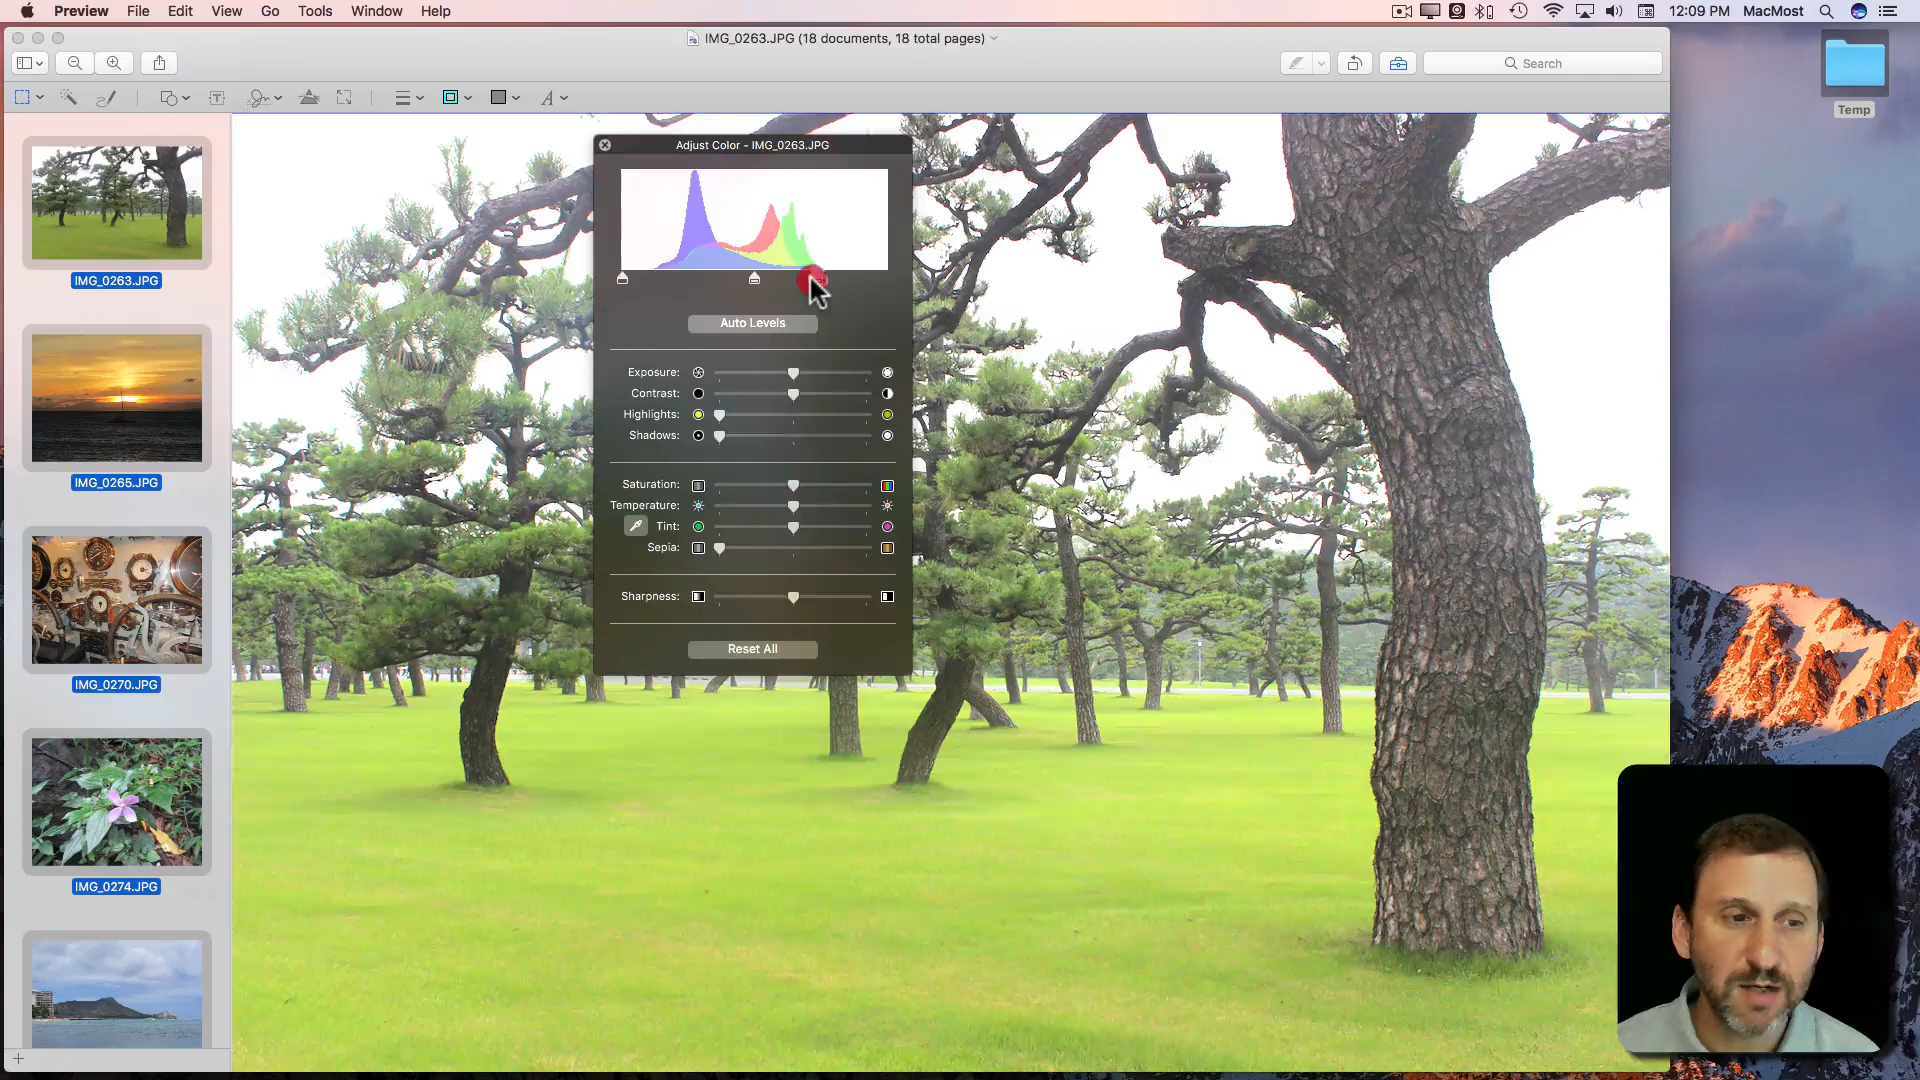 Preview File Edit View Go Tools Window Help
12:09 PM MacMost
IMG_0263.JPG (18 documents, 18 total pages)
Search
Temp
IMG_0263.JPG
IMG_0265.JPG
IMG_0270.JPG
IMG_0274.JPG
Adjust Color - IMG_0263.JPG
Auto Levels
Exposure:
Contrast:
Highlights:
Shadows:
Saturation:
Temperature:
Tint:
Sepia:
Sharpness:
Reset All